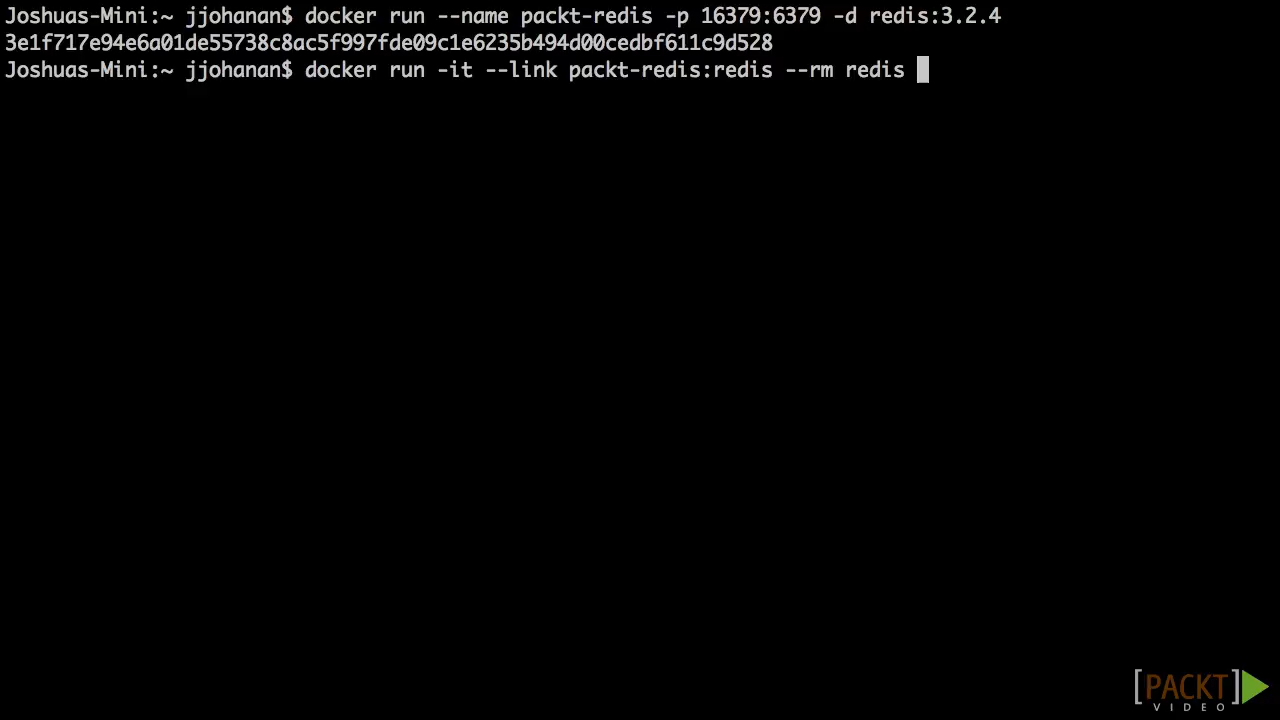 Joshuas-Mini:~ jjohanan$ docker run --name packt-redis -p 16379:6379 -d redis:3.2.4
3e1f717e94e6a01de55738c8ac5f997fde09c1e6235b494d00cedbf611c9d528
Joshuas-Mini:~ jjohanan$ docker run -it --link packt-redis:redis --rm redis
[PACKT]
VIDEO